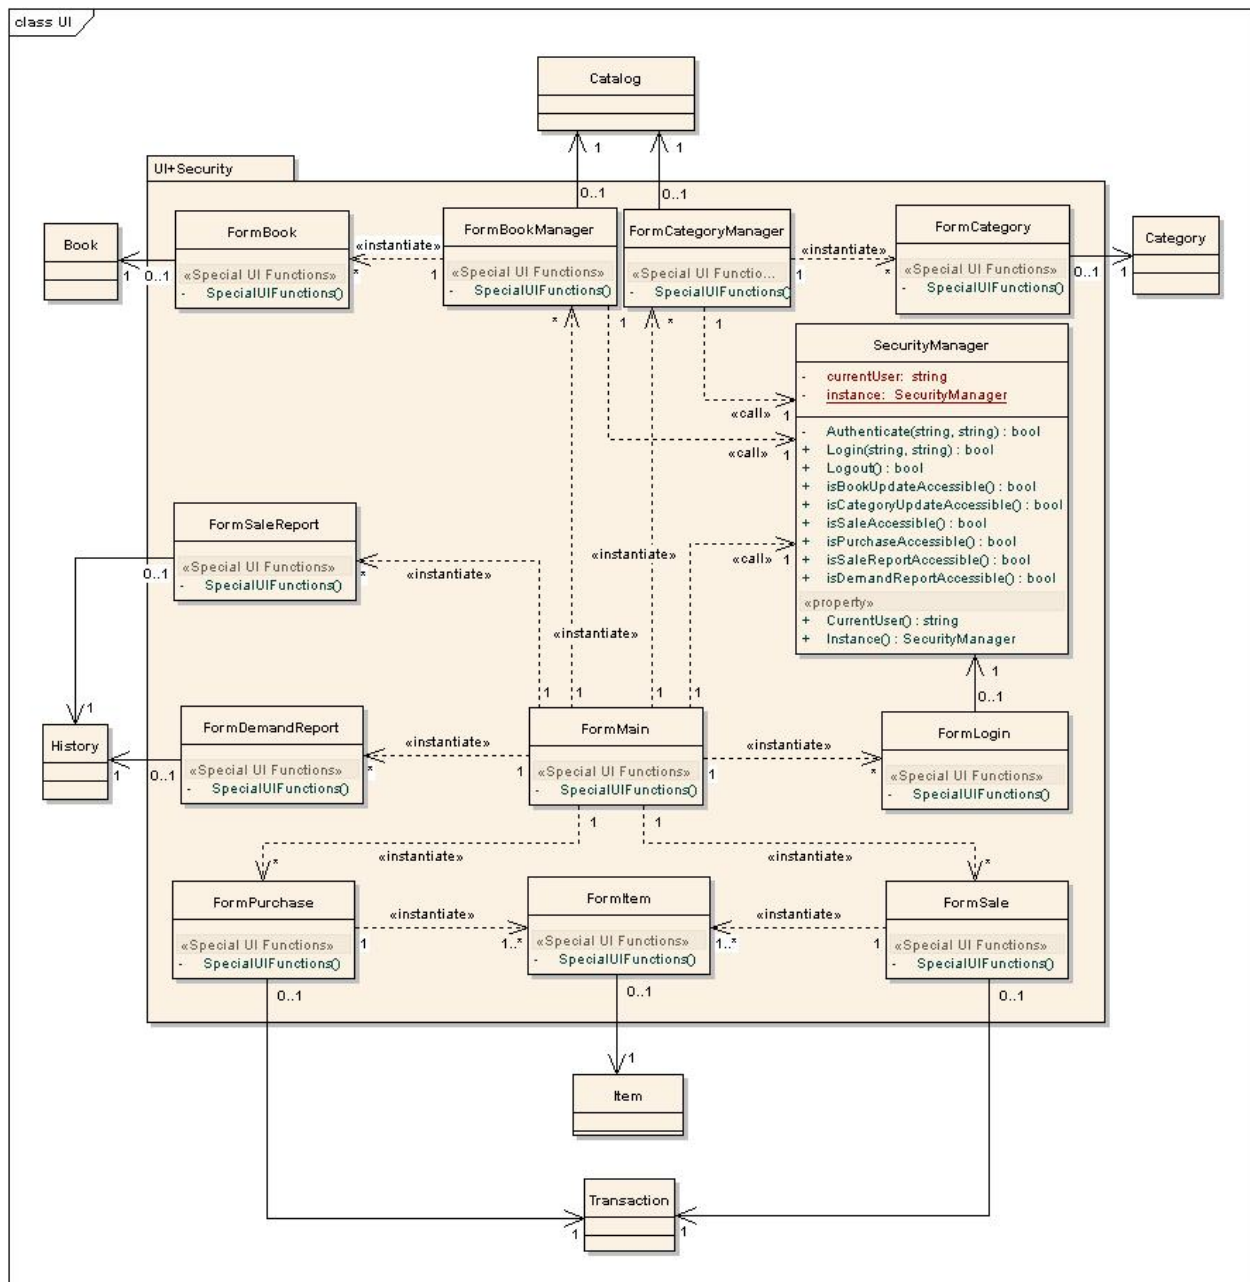 class UI
Catalog
1
1
0..1
0..1
UI+Security
Book
1
0..1
FormBook
«Special UI Functions»
- SpecialUIFunctions()
«instantiate»
*
1
FormBookManager
«Special UI Functions»
- SpecialUIFunctions()
FormCategoryManager
«Special UI Functio...
- SpecialUIFunctions()
«instantiate»
1
*
FormCategory
«Special UI Functions»
- SpecialUIFunctions()
0..1
1
Category
*
1
*
1
SecurityManager
- currentUser: string
- instance: SecurityManager
- Authenticate(string, string) : bool
+ Login(string, string) : bool
+ Logout() : bool
+ isBookUpdateAccessible() : bool
+ isCategoryUpdateAccessible() : bool
+ isSaleAccessible() : bool
+ isPurchaseAccessible() : bool
+ isSaleReportAccessible() : bool
+ isDemandReportAccessible() : bool
«property»
+ CurrentUser() : string
+ Instance() : SecurityManager
«call»
1
«call»
1
«call»
1
FormSaleReport
«Special UI Functions»
- SpecialUIFunctions()
0..1
*
«instantiate»
«instantiate»
«instantiate»
1
1
1
1
1
0..1
1
History
1
0..1
FormDemandReport
«Special UI Functions»
- SpecialUIFunctions()
«instantiate»
*
1
FormMain
«Special UI Functions»
- SpecialUIFunctions()
«instantiate»
1
*
FormLogin
«Special UI Functions»
- SpecialUIFunctions()
1
1
«instantiate»
«instantiate»
*
*
FormPurchase
«Special UI Functions»
- SpecialUIFunctions()
«instantiate»
1
1..*
FormItem
«Special UI Functions»
- SpecialUIFunctions()
«instantiate»
1..*
1
FormSale
«Special UI Functions»
- SpecialUIFunctions()
0..1
0..1
0..1
1
Item
Transaction
1
1